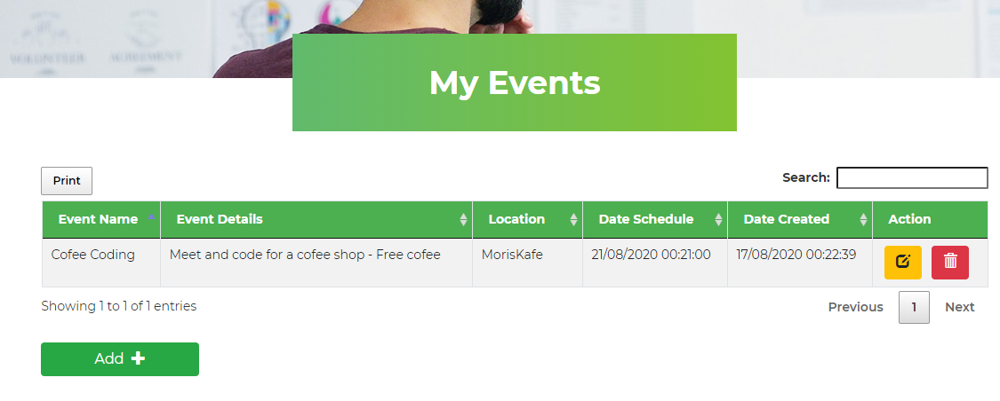 VOLUNTEER
AGREEMENT
My Events
Print
Search:
Event Name Event Details Location Date Schedule Date Created Action
Cofee Coding Meet and code for a cofee shop - Free cofee MorisKafe 21/08/2020 00:21:00 17/08/2020 00:22:39
Showing 1 to 1 of 1 entries
Previous 1 Next
Add